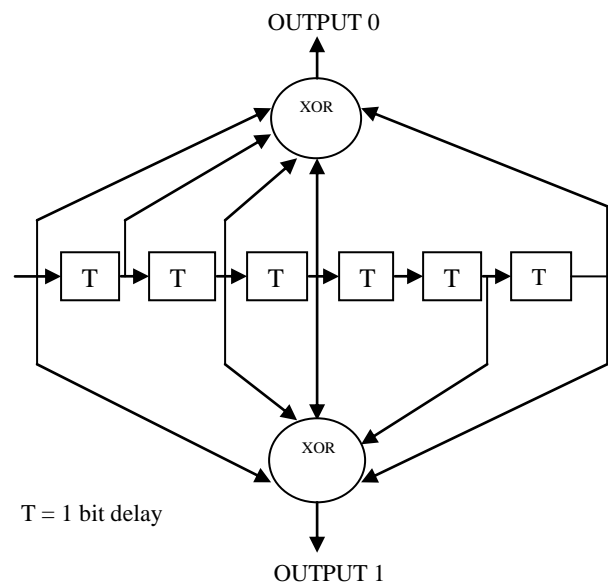 OUTPUT 0
XOR
T T T T T T
XOR
T = 1 bit delay
OUTPUT 1